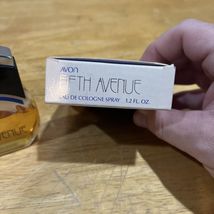 AVON
FIFTH AVENUE
EAU DE COLOGNE SPRAY 1.2 FL. OZ.
AVENUE